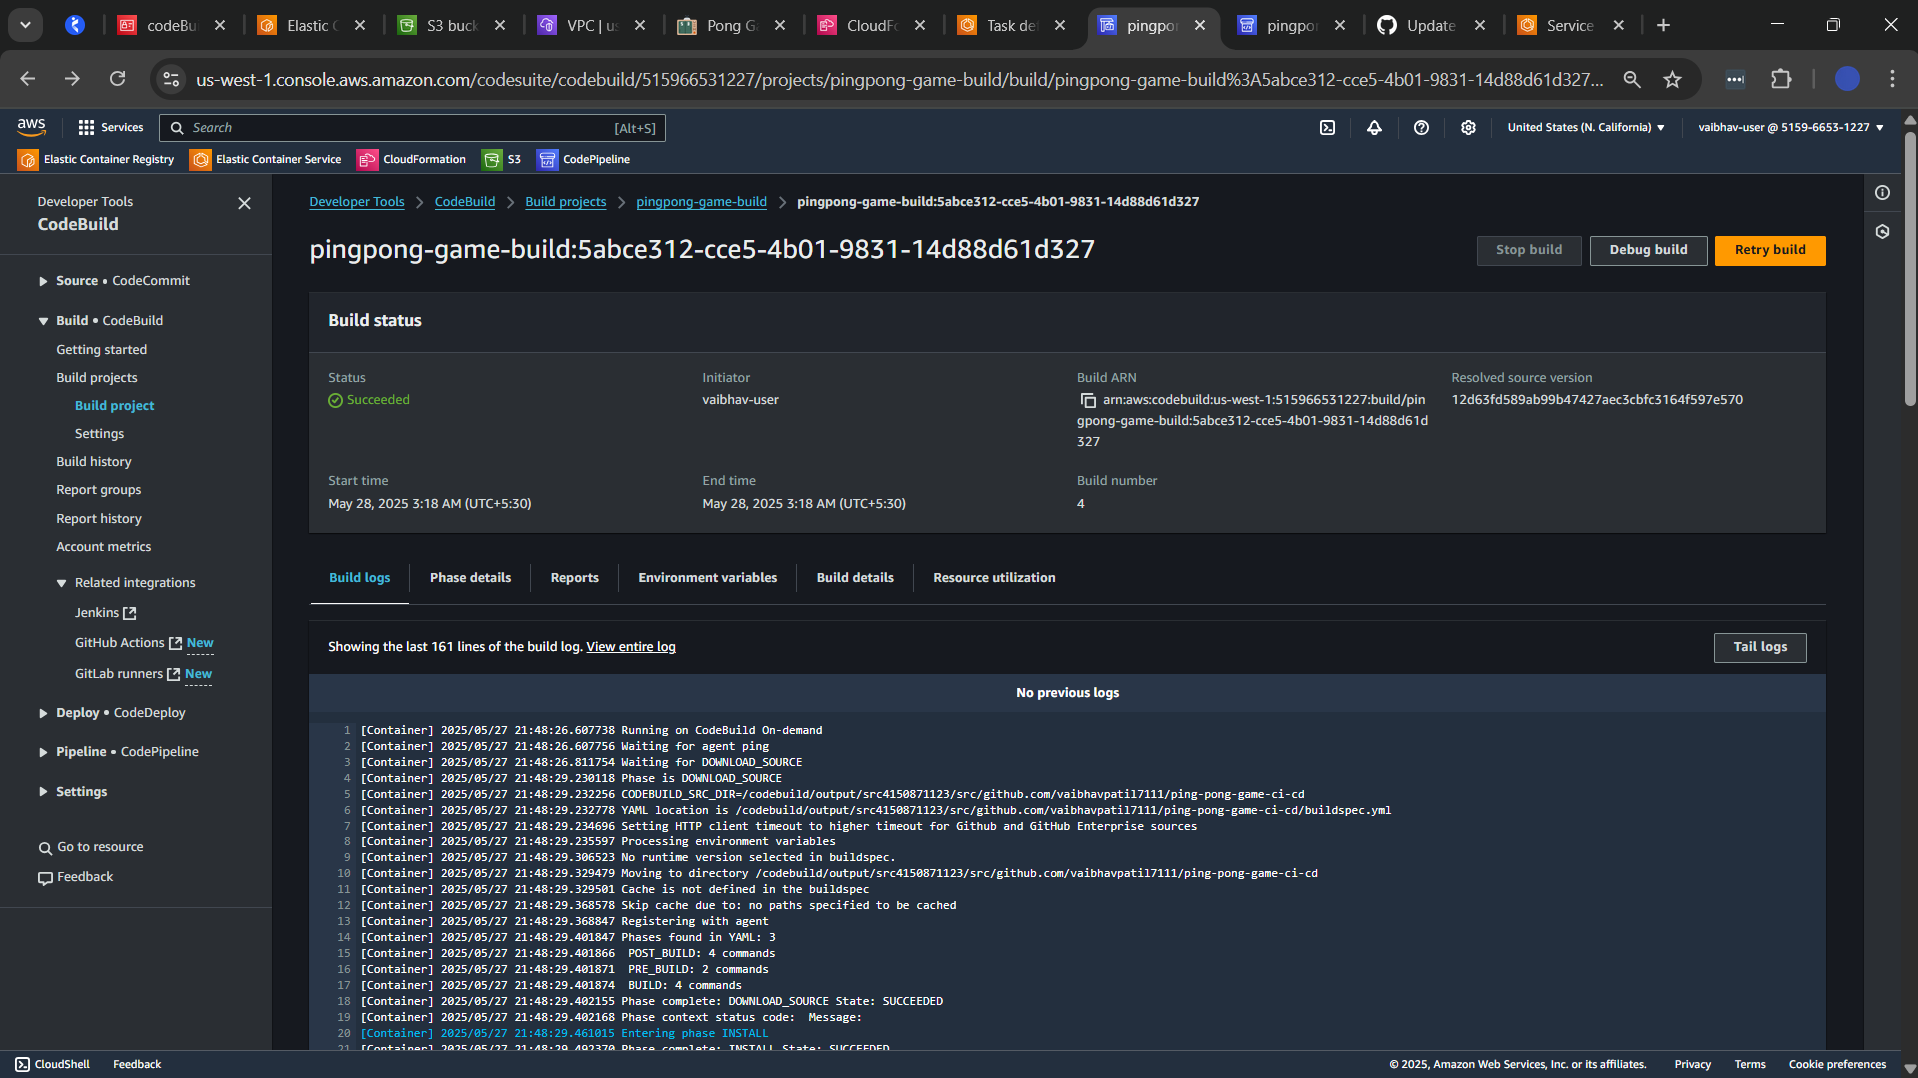 codeBui
Elastic C
S3 buck
VPC | us
Pong Ga
CloudFo
Task def
pingpon
pingpon
Update
Service
us-west-1.console.aws.amazon.com/codesuite/codebuild/515966531227/projects/pingpong-game-build/build/pingpong-game-build%3A5abce312-cce5-4b01-9831-14d88d61d327...
aws
Services
Search
[Alt+S]
United States (N. California)
vaibhav-user @ 5159-6653-1227
Elastic Container Registry
Elastic Container Service
CloudFormation
S3
CodePipeline
Developer Tools
CodeBuild
Source • CodeCommit
Build • CodeBuild
Getting started
Build projects
Build project
Settings
Build history
Report groups
Report history
Account metrics
Related integrations
Jenkins
GitHub Actions New
GitLab runners New
Deploy • CodeDeploy
Pipeline • CodePipeline
Settings
Go to resource
Feedback
Developer Tools
CodeBuild
Build projects
pingpong-game-build
pingpong-game-build:5abce312-cce5-4b01-9831-14d88d61d327
pingpong-game-build:5abce312-cce5-4b01-9831-14d88d61d327
Stop build
Debug build
Retry build
Build status
Status
Succeeded
Initiator
vaibhav-user
Build ARN
arn:aws:codebuild:us-west-1:515966531227:build/pin
gpong-game-build:5abce312-cce5-4b01-9831-14d88d61d
327
Resolved source version
12d63fd589ab99b47427aec3cbfc3164f597e570
Start time
May 28, 2025 3:18 AM (UTC+5:30)
End time
May 28, 2025 3:18 AM (UTC+5:30)
Build number
4
Build logs
Phase details
Reports
Environment variables
Build details
Resource utilization
Showing the last 161 lines of the build log. View entire log
Tail logs
No previous logs
1 [Container] 2025/05/27 21:48:26.607738 Running on CodeBuild On-demand
2 [Container] 2025/05/27 21:48:26.607756 Waiting for agent ping
3 [Container] 2025/05/27 21:48:26.811754 Waiting for DOWNLOAD_SOURCE
4 [Container] 2025/05/27 21:48:29.230118 Phase is DOWNLOAD_SOURCE
5 [Container] 2025/05/27 21:48:29.232256 CODEBUILD_SRC_DIR=/codebuild/output/src4150871123/src/github.com/vaibhavpatil7111/ping-pong-game-ci-cd
6 [Container] 2025/05/27 21:48:29.232778 YAML location is /codebuild/output/src4150871123/src/github.com/vaibhavpatil7111/ping-pong-game-ci-cd/buildspec.yml
7 [Container] 2025/05/27 21:48:29.234696 Setting HTTP client timeout to higher timeout for Github and GitHub Enterprise sources
8 [Container] 2025/05/27 21:48:29.235597 Processing environment variables
9 [Container] 2025/05/27 21:48:29.306523 No runtime version selected in buildspec.
10 [Container] 2025/05/27 21:48:29.329479 Moving to directory /codebuild/output/src4150871123/src/github.com/vaibhavpatil7111/ping-pong-game-ci-cd
11 [Container] 2025/05/27 21:48:29.329501 Cache is not defined in the buildspec
12 [Container] 2025/05/27 21:48:29.368578 Skip cache due to: no paths specified to be cached
13 [Container] 2025/05/27 21:48:29.368847 Registering with agent
14 [Container] 2025/05/27 21:48:29.401847 Phases found in YAML: 3
15 [Container] 2025/05/27 21:48:29.401866  POST_BUILD: 4 commands
16 [Container] 2025/05/27 21:48:29.401871  PRE_BUILD: 2 commands
17 [Container] 2025/05/27 21:48:29.401874  BUILD: 4 commands
18 [Container] 2025/05/27 21:48:29.402155 Phase complete: DOWNLOAD_SOURCE State: SUCCEEDED
19 [Container] 2025/05/27 21:48:29.402168 Phase context status code:  Message:
20 [Container] 2025/05/27 21:48:29.461015 Entering phase INSTALL
21 [Container] 2025/05/27 21:48:29.492370 Phase complete: INSTALL State: SUCCEEDED
CloudShell
Feedback
© 2025, Amazon Web Services, Inc. or its affiliates.
Privacy
Terms
Cookie preferences